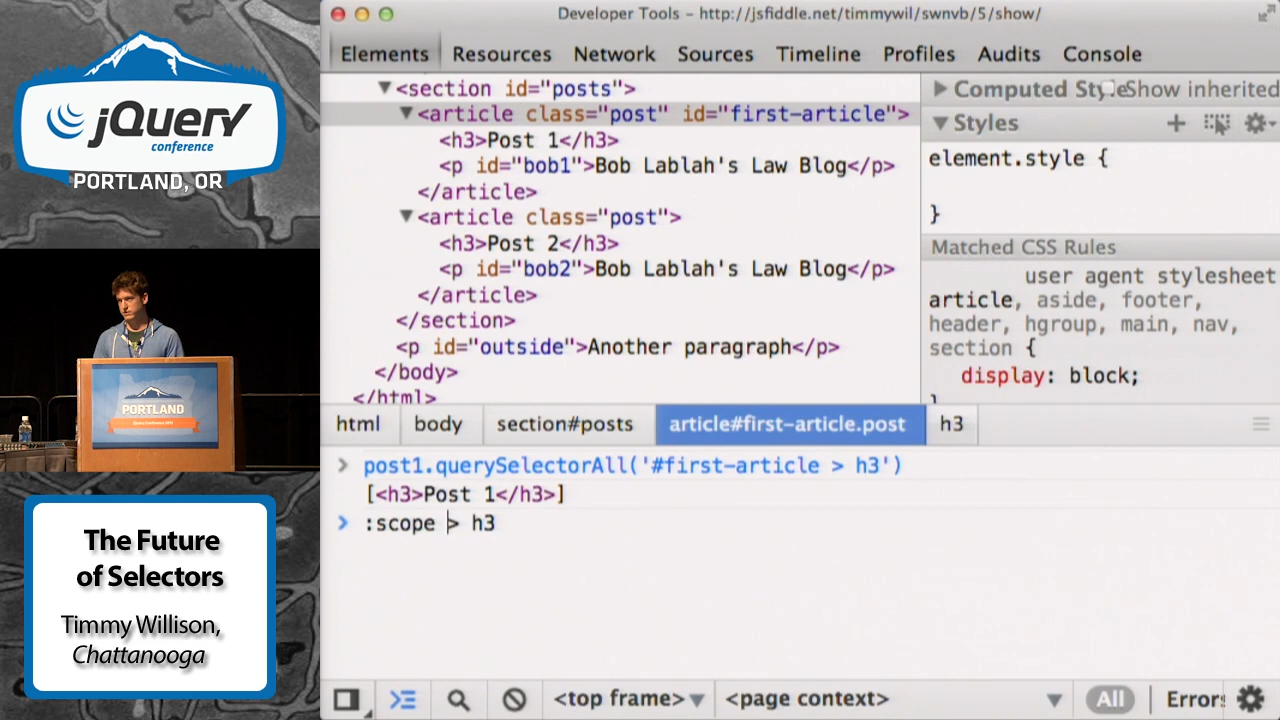 jQuery
conference
PORTLAND, OR
PORTLAND
The Future
of Selectors
Timmy Willison,
Chattanooga
Developer Tools - http://jsfiddle.net/timmywil/swnvb/5/show/
Elements Resources Network Sources Timeline Profiles Audits Console
▼<section id="posts">
▼<article class="post" id="first-article">
<h3>Post 1</h3>
<p id="bob1">Bob Lablah's Law Blog</p>
</article>
▼<article class="post">
<h3>Post 2</h3>
<p id="bob2">Bob Lablah's Law Blog</p>
</article>
</section>
<p id="outside">Another paragraph</p>
</body>
</html>
▶ Computed Style Show inherited
▼ Styles
element.style {
}
Matched CSS Rules
user agent stylesheet
article, aside, footer,
header, hgroup, main, nav,
section {
display: block;
}
html body section#posts article#first-article.post h3
> post1.querySelectorAll('#first-article > h3')
[<h3>Post 1</h3>]
> :scope > h3
<top frame> ▼ <page context> ▼ All Errors